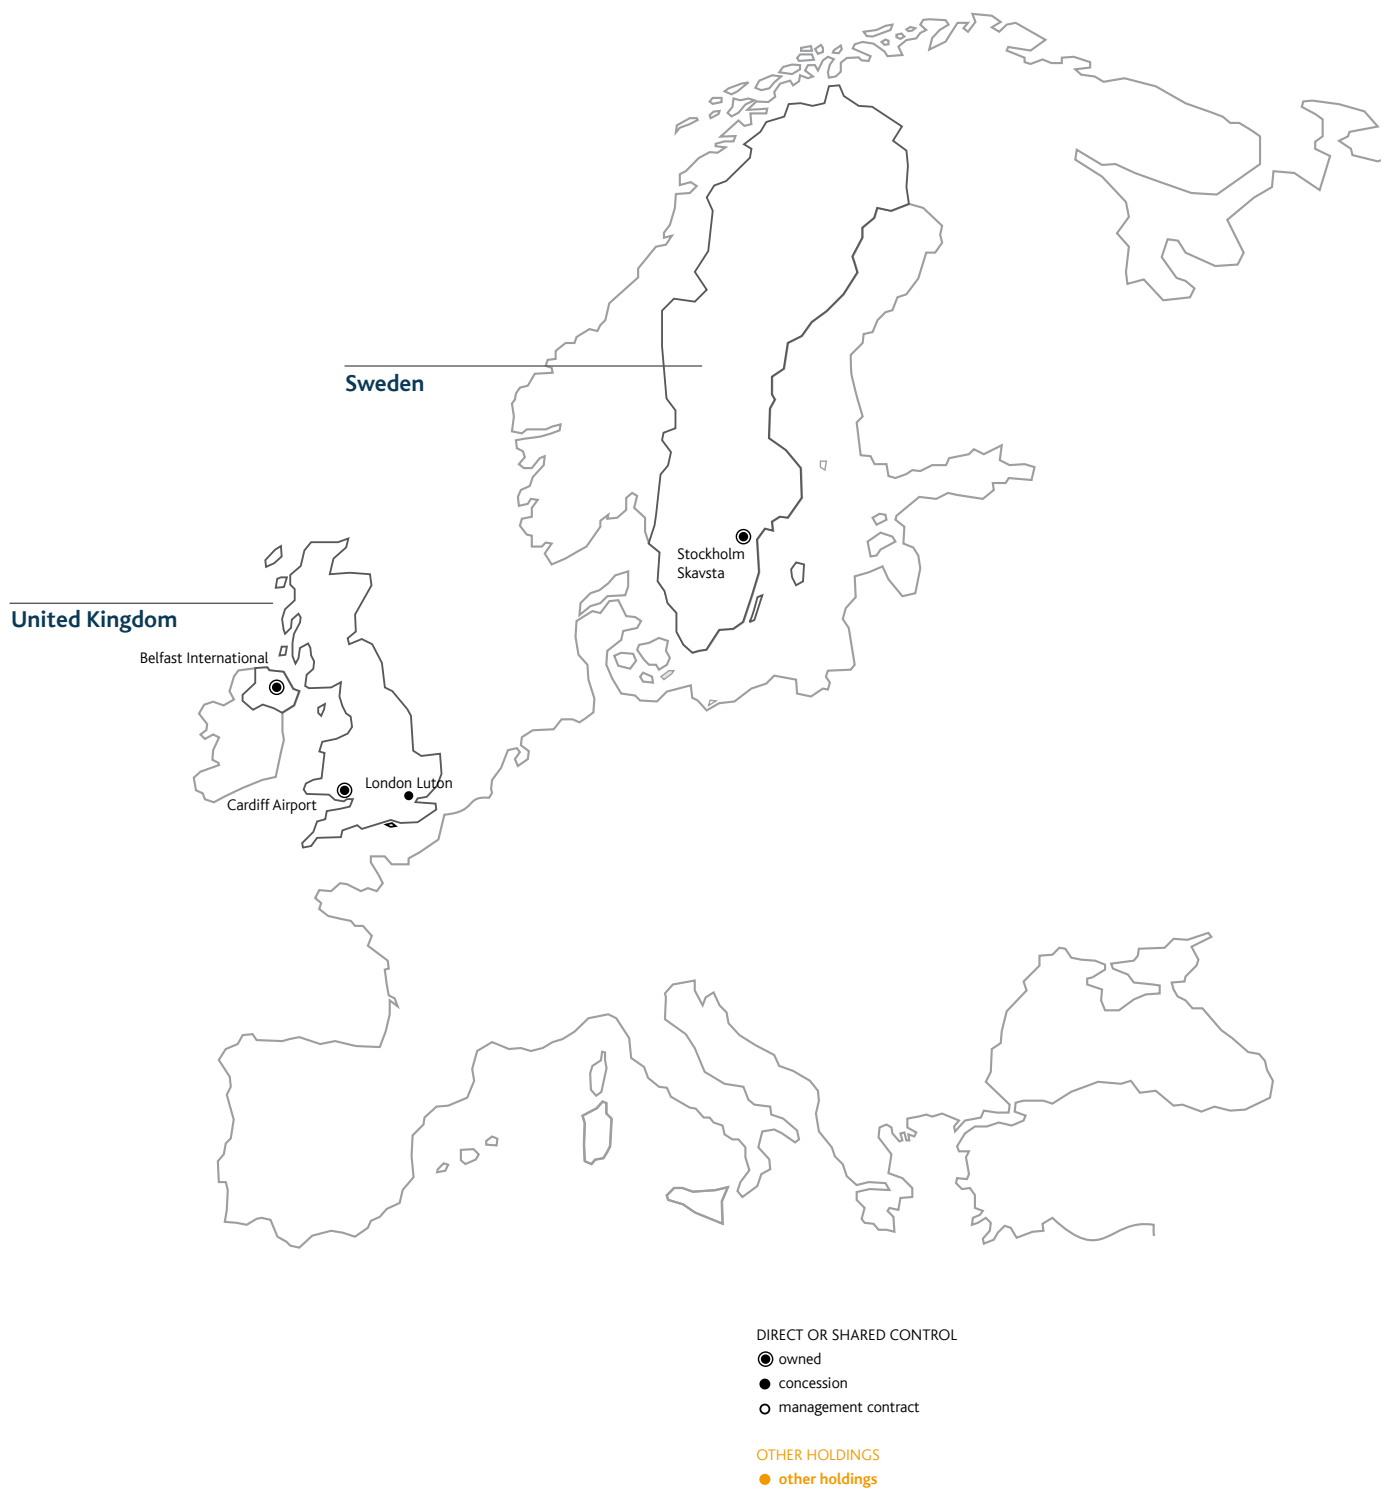 Sweden
Stockholm
Skavsta
United Kingdom
Belfast International
London Luton
Cardiff Airport
DIRECT OR SHARED CONTROL
owned
concession
management contract
OTHER HOLDINGS
other holdings